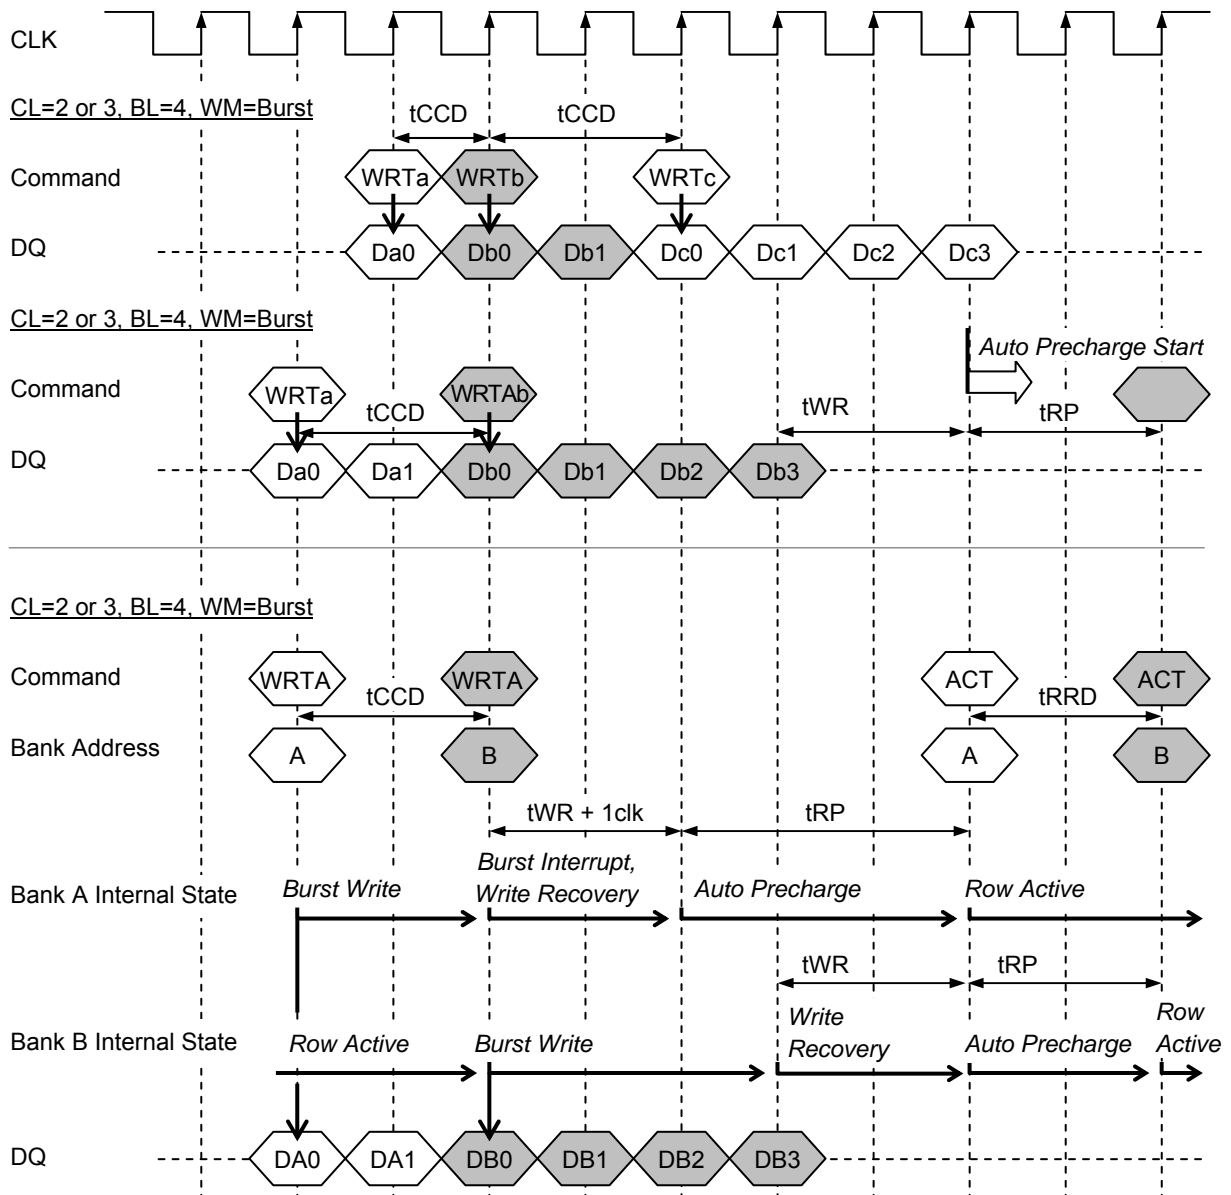 CLK
CL=2 or 3, BL=4, WM=Burst
tCCD tCCD
Command WRTa WRTb WRTc
DQ Da0 Db0 Db1 Dc0 Dc1 Dc2 Dc3
CL=2 or 3, BL=4, WM=Burst
Auto Precharge Start
Command WRTa WRTAb
tCCD tWR tRP
DQ Da0 Da1 Db0 Db1 Db2 Db3
CL=2 or 3, BL=4, WM=Burst
Command WRTA WRTA ACT ACT
tCCD tRRD
Bank Address A B A B
tWR + 1clk tRP
Burst Interrupt,
Bank A Internal State Burst Write Write Recovery Auto Precharge Row Active
tWR tRP
Write Row
Bank B Internal State Row Active Burst Write Recovery Auto Precharge Active
DQ DA0 DA1 DB0 DB1 DB2 DB3